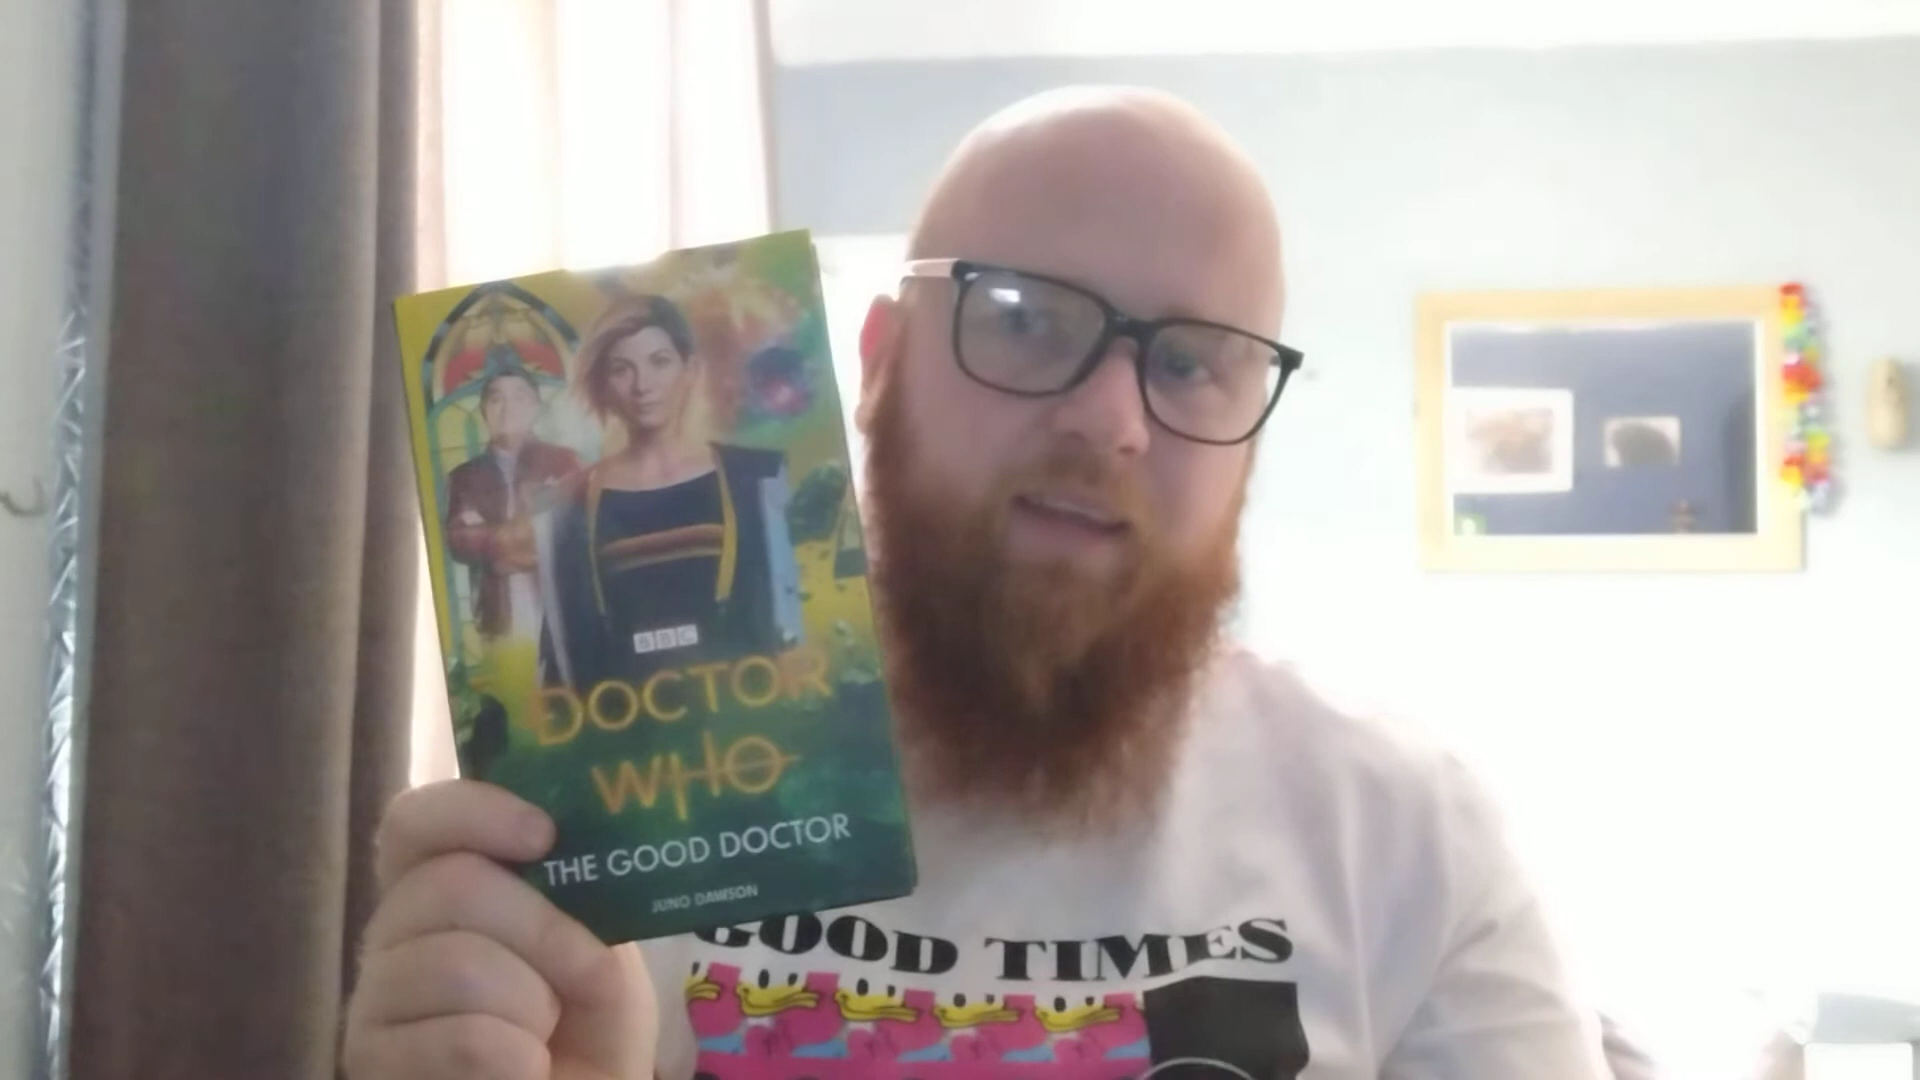 BBC
DOCTOR
WHO
THE GOOD DOCTOR
JUNO DAWSON
GOOD TIMES